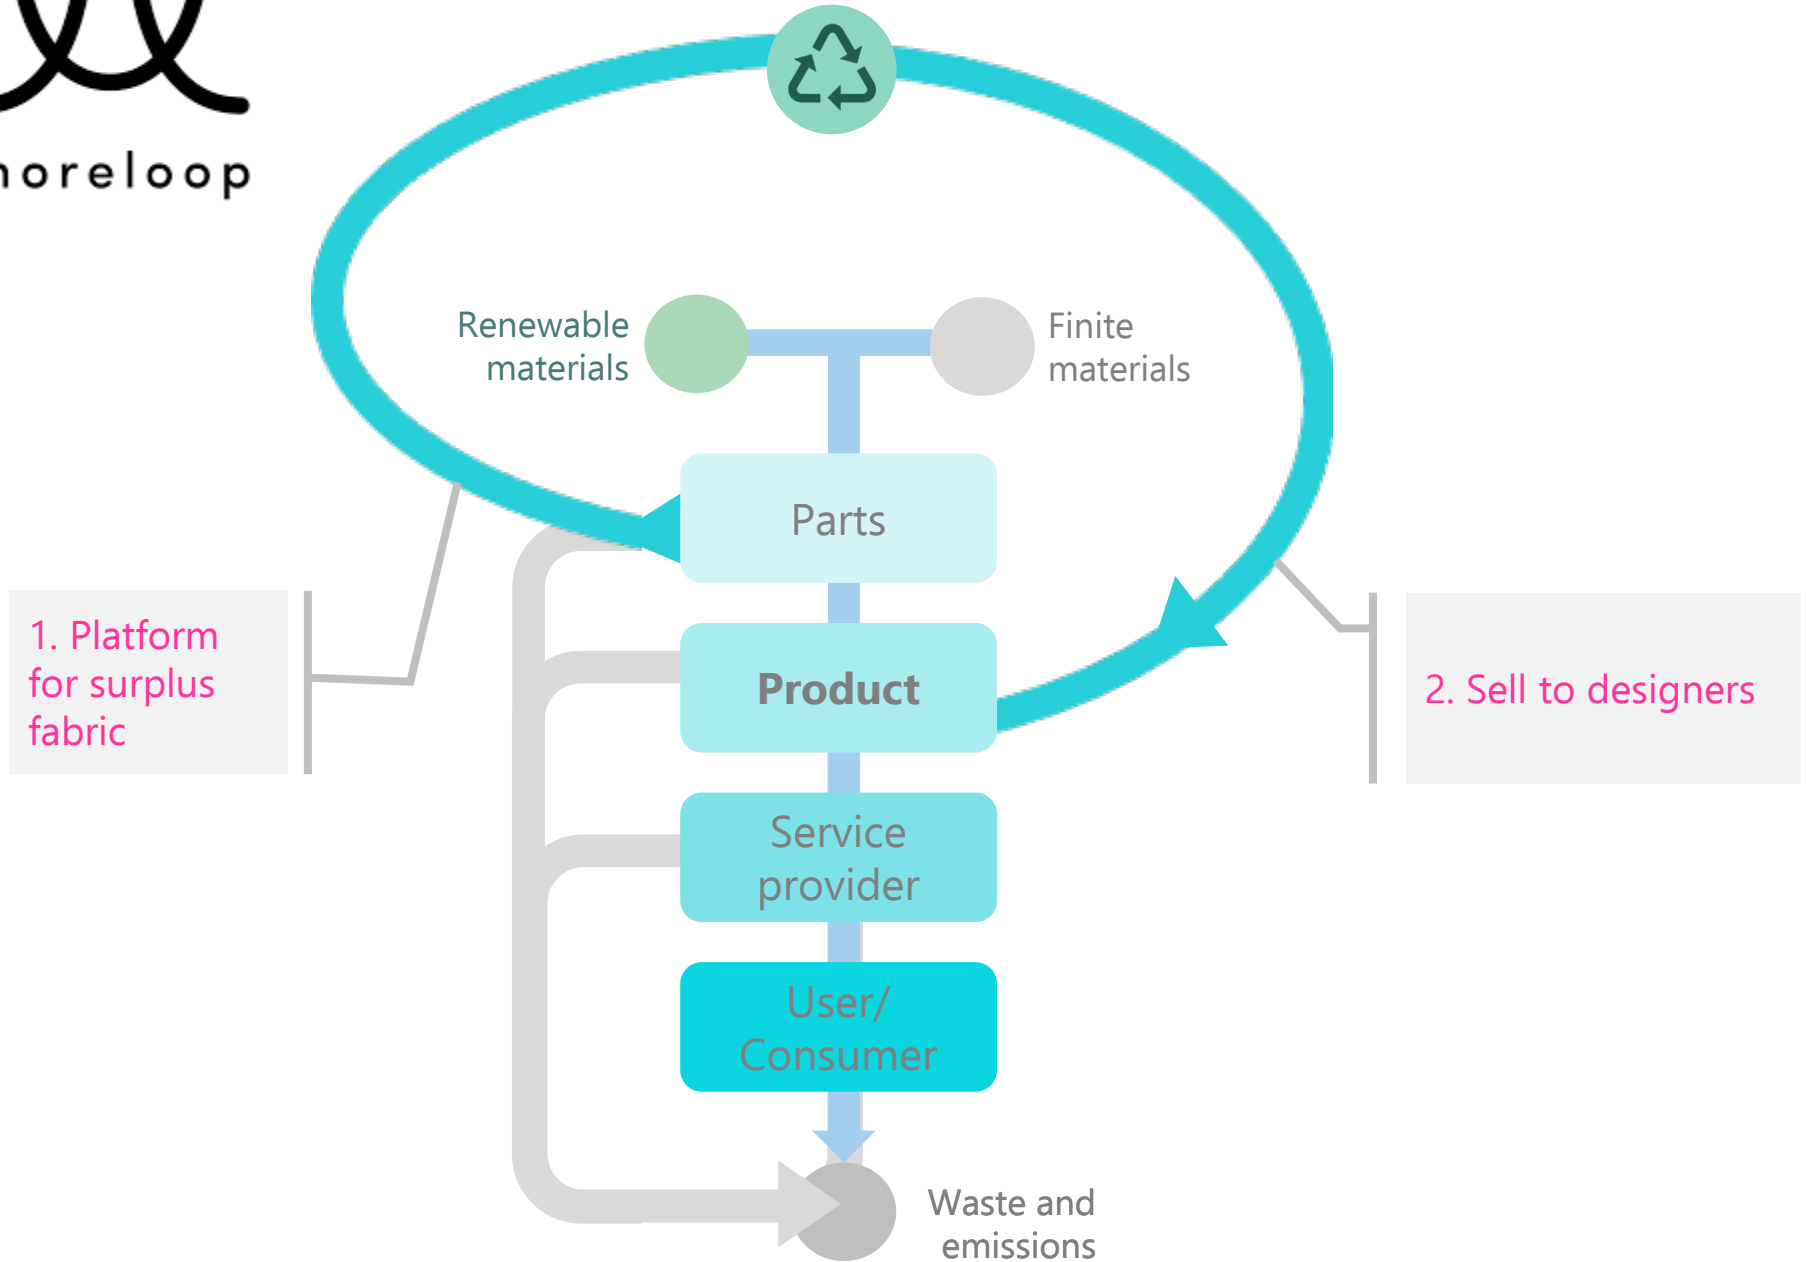 oreloop
Renewable
materials
Finite
materials
Parts
1. Platform
for surplus
fabric
Product
2. Sell to designers
Service
provider
User/
Consumer
Waste and
emissions